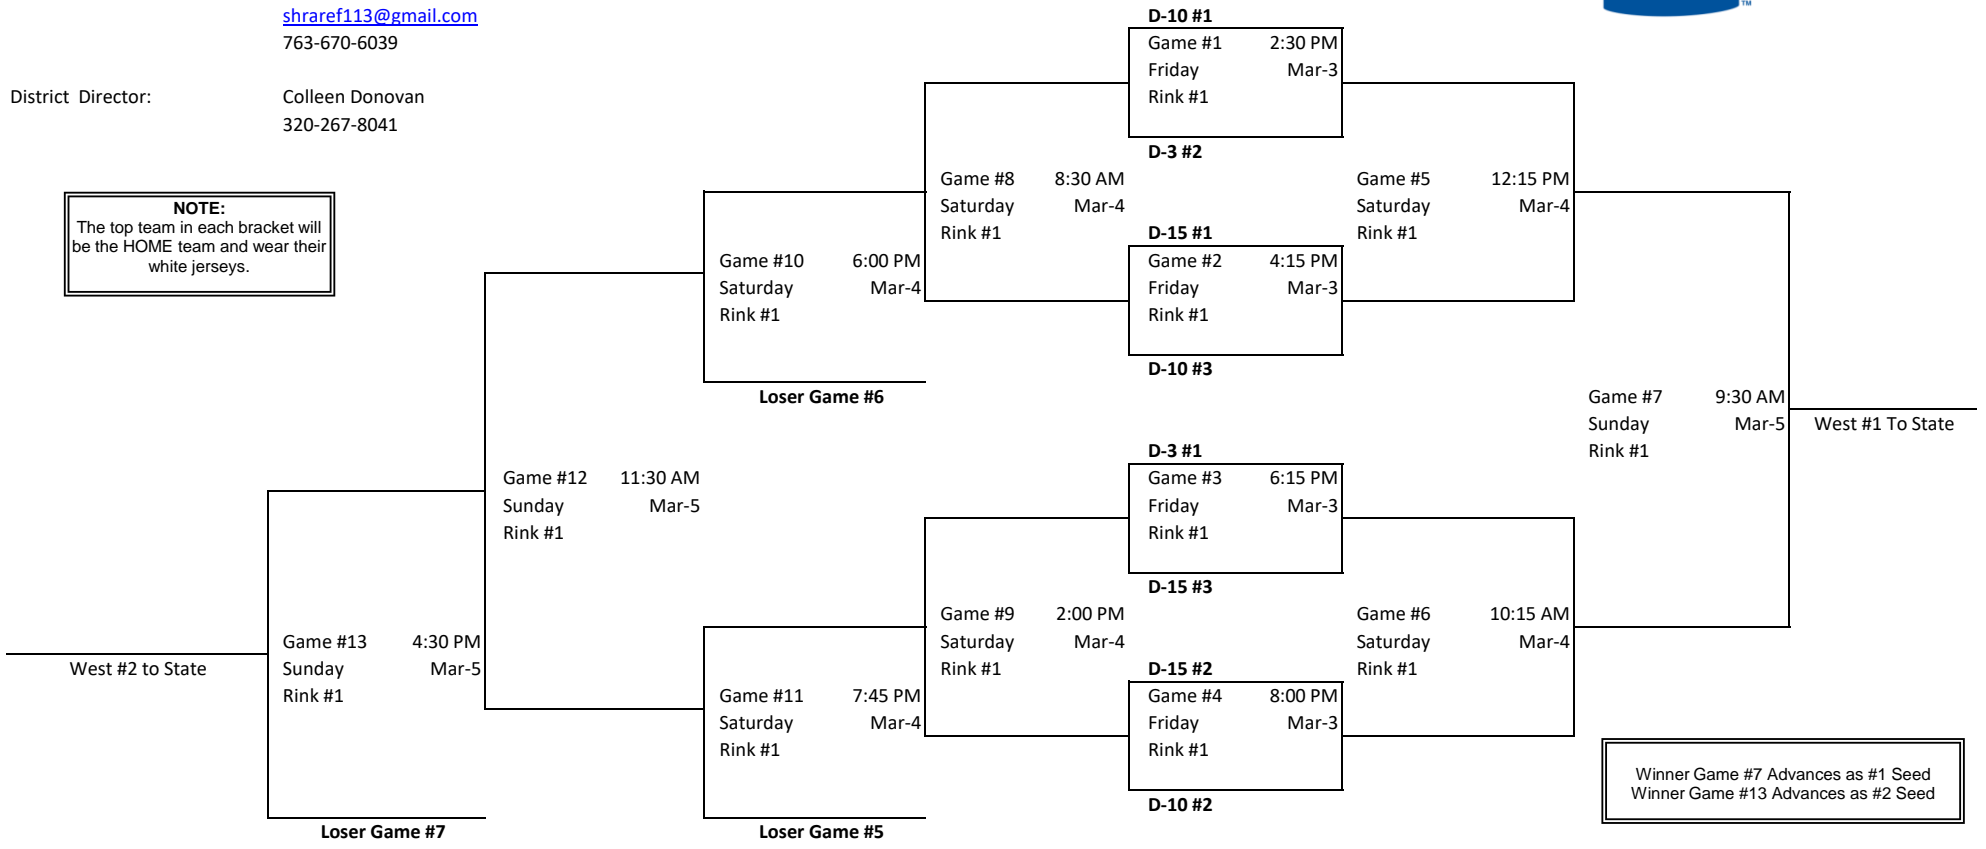 shraref113@gmail.com
763-670-6039
District Director: Colleen Donovan
320-267-8041
NOTE:
The top team in each bracket will
be the HOME team and wear their
white jerseys.
TM
D-10 #1
Game #1 2:30 PM
Friday Mar-3
Rink #1
D-3 #2
Game #8 8:30 AM
Saturday Mar-4
Rink #1
Game #5 12:15 PM
Saturday Mar-4
Rink #1
D-15 #1
Game #2 4:15 PM
Friday Mar-3
Rink #1
D-10 #3
Game #10 6:00 PM
Saturday Mar-4
Rink #1
Loser Game #6
Game #7 9:30 AM
Sunday Mar-5
Rink #1
West #1 To State
D-3 #1
Game #3 6:15 PM
Friday Mar-3
Rink #1
D-15 #3
Game #12 11:30 AM
Sunday Mar-5
Rink #1
Game #9 2:00 PM
Saturday Mar-4
Rink #1
Game #6 10:15 AM
Saturday Mar-4
Rink #1
Game #13 4:30 PM
Sunday Mar-5
Rink #1
West #2 to State
D-15 #2
Game #4 8:00 PM
Friday Mar-3
Rink #1
D-10 #2
Game #11 7:45 PM
Saturday Mar-4
Rink #1
Loser Game #7
Loser Game #5
Winner Game #7 Advances as #1 Seed
Winner Game #13 Advances as #2 Seed